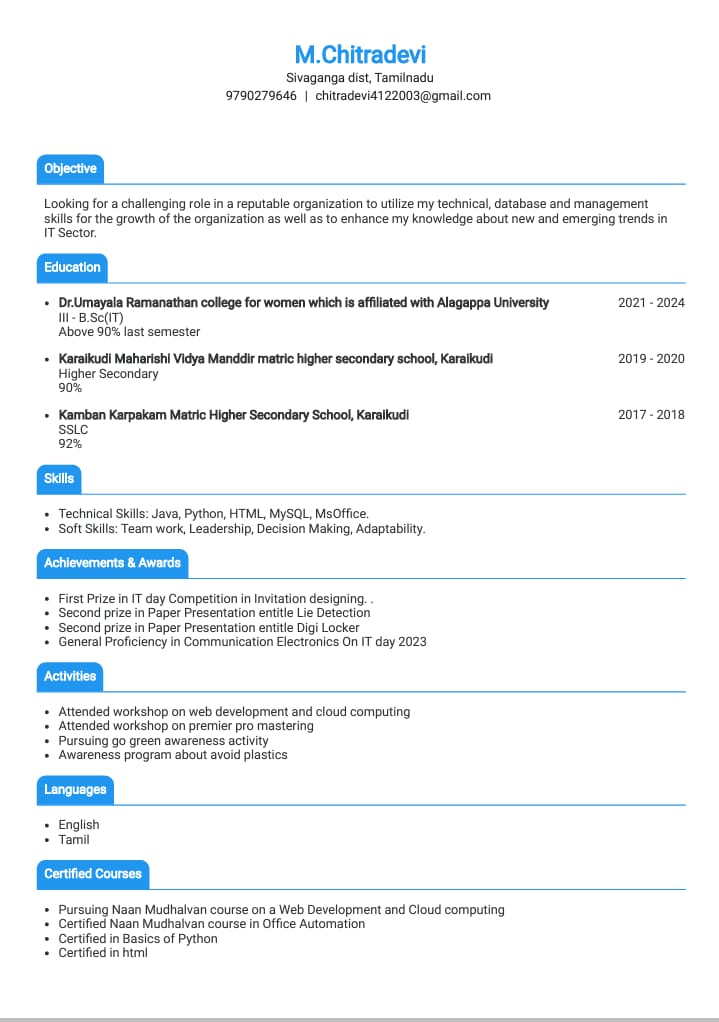 M.Chitradevi
Sivaganga dist, Tamilnadu
9790279646 | chitradevi4122003@gmail.com
Objective
Looking for a challenging role in a reputable organization to utilize my technical, database and management
skills for the growth of the organization as well as to enhance my knowledge about new and emerging trends in
IT Sector.
Education
• Dr.Umayala Ramanathan college for women which is affiliated with Alagappa University 2021 - 2024
III - B.Sc(IT)
Above 90% last semester
• Karaikudi Maharishi Vidya Manddir matric higher secondary school, Karaikudi 2019 - 2020
Higher Secondary
90%
• Kamban Karpakam Matric Higher Secondary School, Karaikudi 2017 - 2018
SSLC
92%
Skills
• Technical Skills: Java, Python, HTML, MySQL, MsOffice.
• Soft Skills: Team work, Leadership, Decision Making, Adaptability.
Achievements & Awards
• First Prize in IT day Competition in Invitation designing. .
• Second prize in Paper Presentation entitle Lie Detection
• Second prize in Paper Presentation entitle Digi Locker
• General Proficiency in Communication Electronics On IT day 2023
Activities
• Attended workshop on web development and cloud computing
• Attended workshop on premier pro mastering
• Pursuing go green awareness activity
• Awareness program about avoid plastics
Languages
• English
• Tamil
Certified Courses
• Pursuing Naan Mudhalvan course on a Web Development and Cloud computing
• Certified Naan Mudhalvan course in Office Automation
• Certified in Basics of Python
• Certified in html